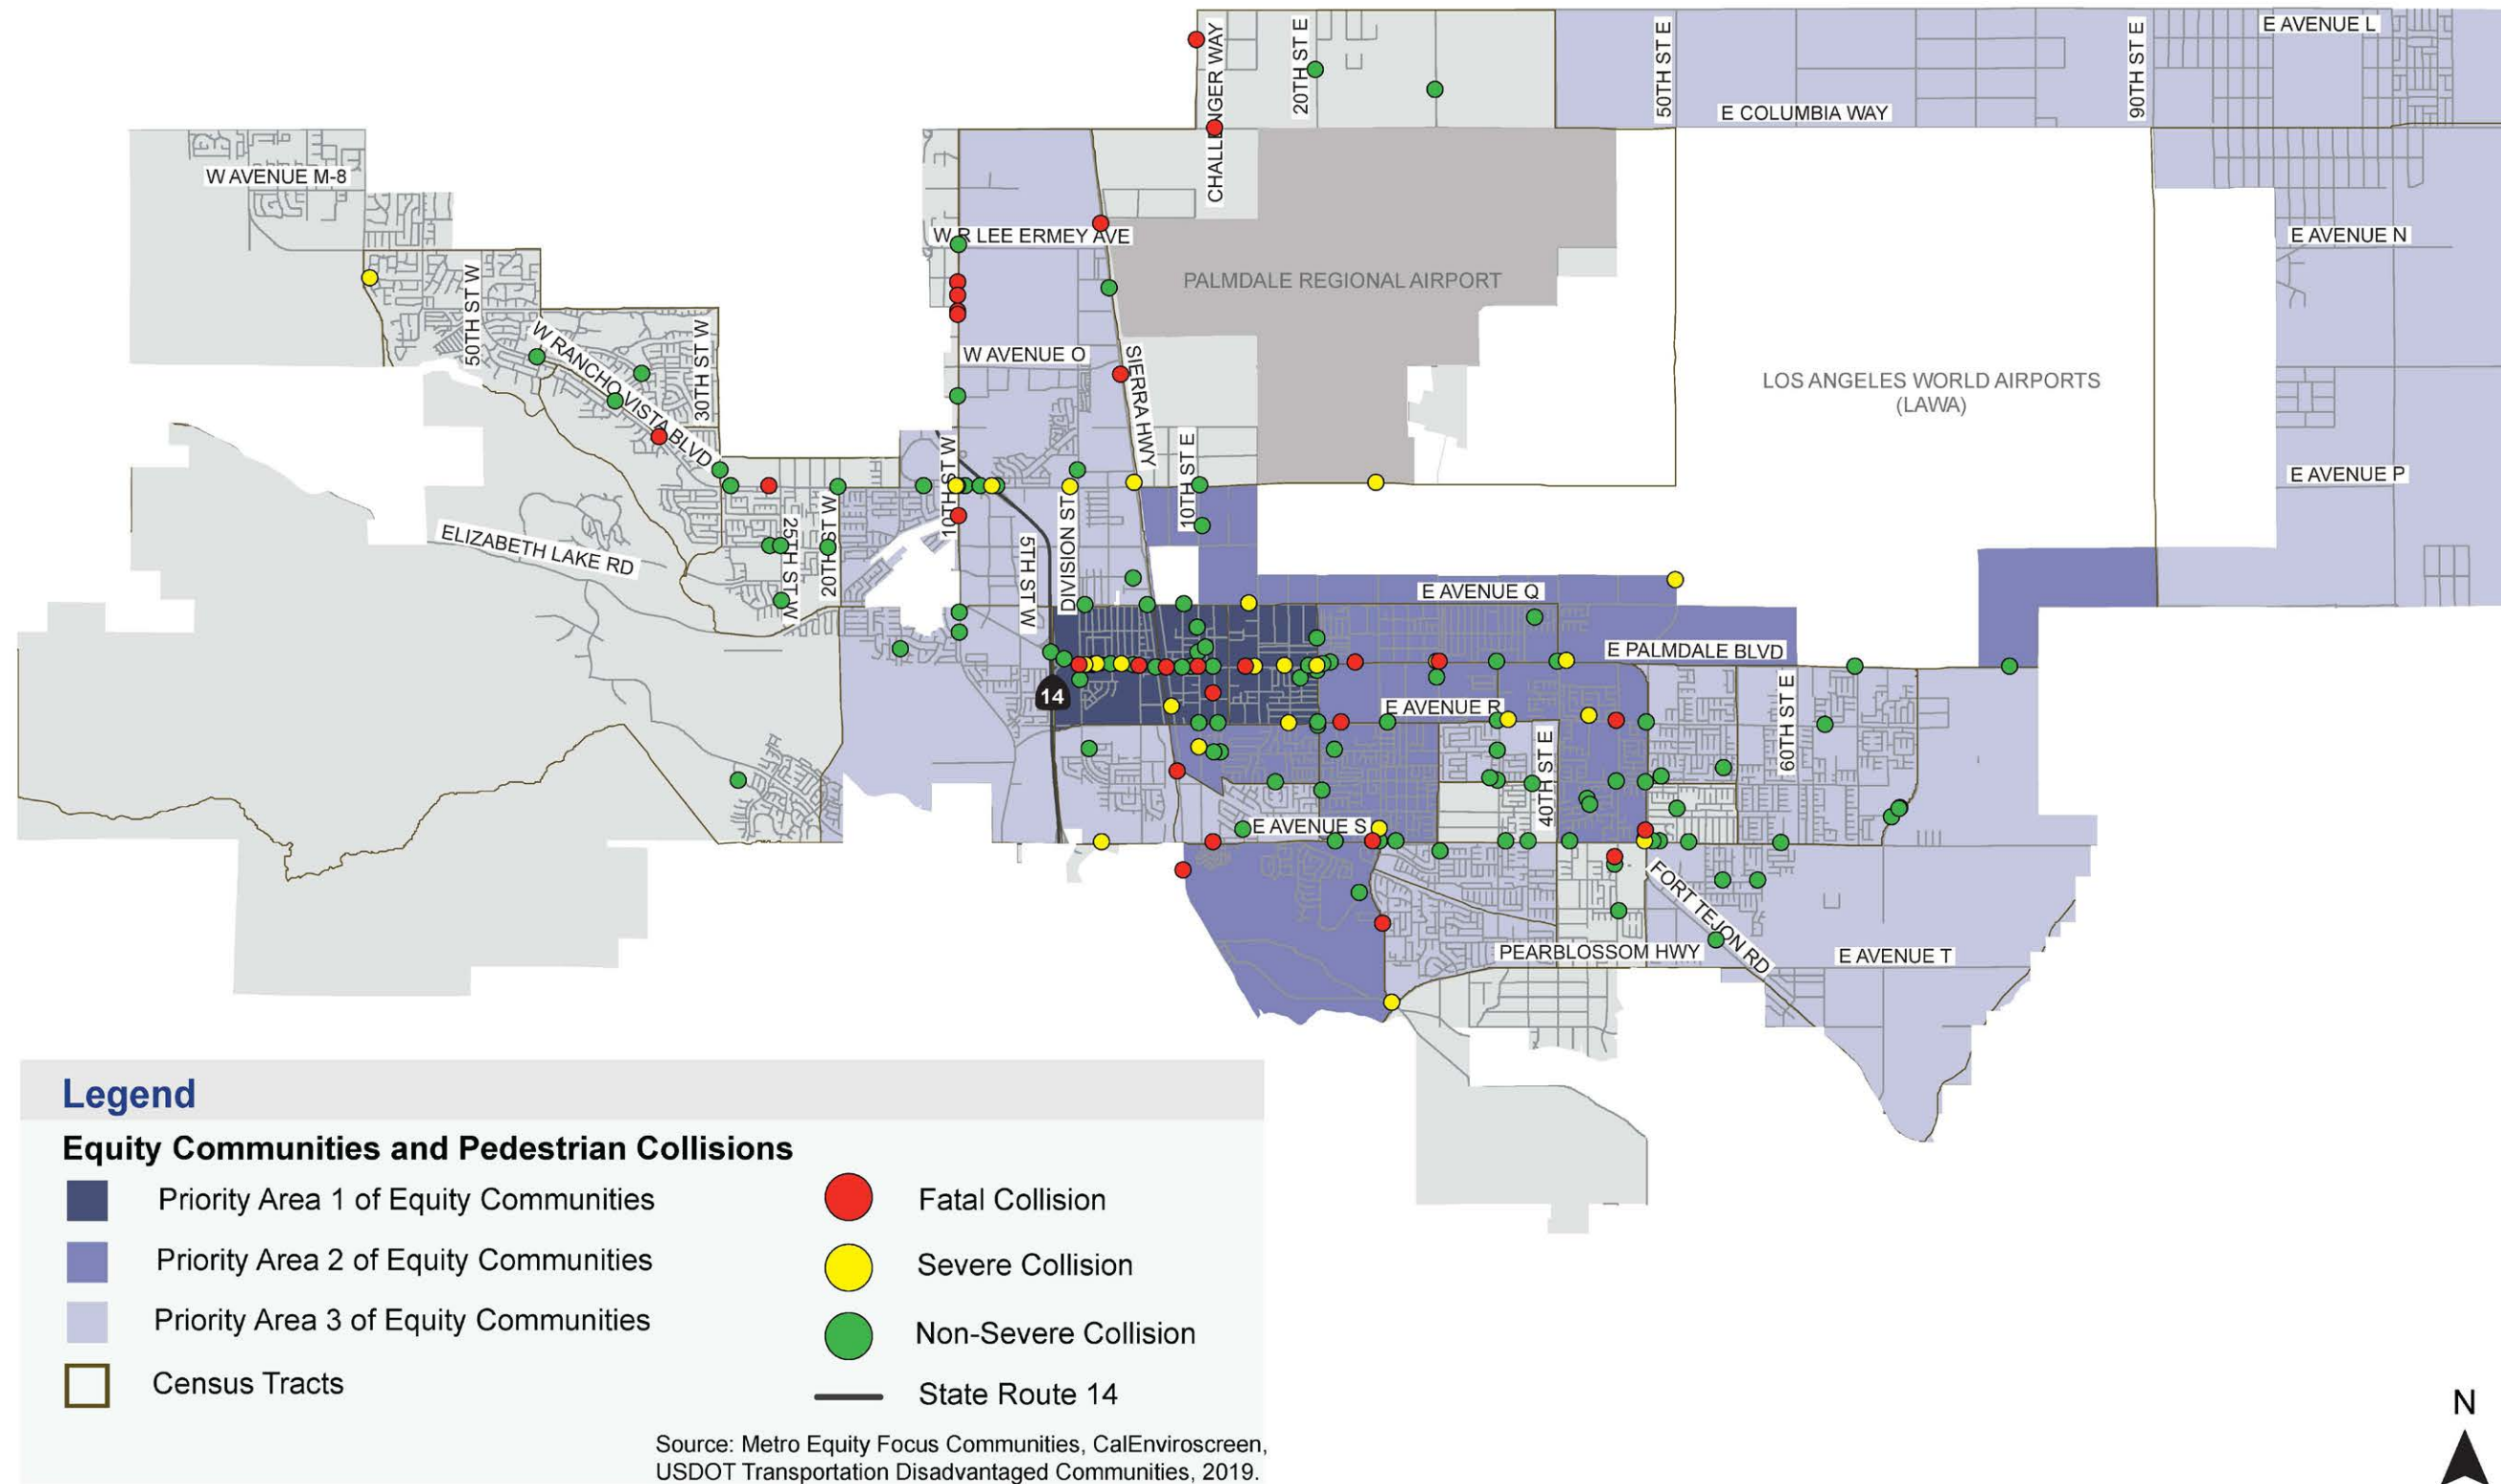 E AVENUE L
CHALLENGER WAY
20TH ST E
50TH ST E
90TH ST E
E COLUMBIA WAY
W AVENUE M-8
W R LEE ERMEY AVE
E AVENUE N
50TH ST W
PALMDALE REGIONAL AIRPORT
W RANCHO VISTA BLVD
30TH ST W
W AVENUE O
SIERRA HWY
LOS ANGELES WORLD AIRPORTS
(LAWA)
10TH ST W
10TH ST E
E AVENUE P
ELIZABETH LAKE RD
25TH ST W
20TH ST W
5TH ST W
DIVISION ST
E AVENUE Q
E PALMDALE BLVD
14
E AVENUE R
60TH ST E
40TH ST E
E AVENUE S
FORT TEJON RD
PEARBLOSSOM HWY
E AVENUE T
Legend
Equity Communities and Pedestrian Collisions
Priority Area 1 of Equity Communities
Fatal Collision
Priority Area 2 of Equity Communities
Severe Collision
Priority Area 3 of Equity Communities
Non-Severe Collision
Census Tracts
State Route 14
Source: Metro Equity Focus Communities, CalEnviroscreen,
USDOT Transportation Disadvantaged Communities, 2019.
N